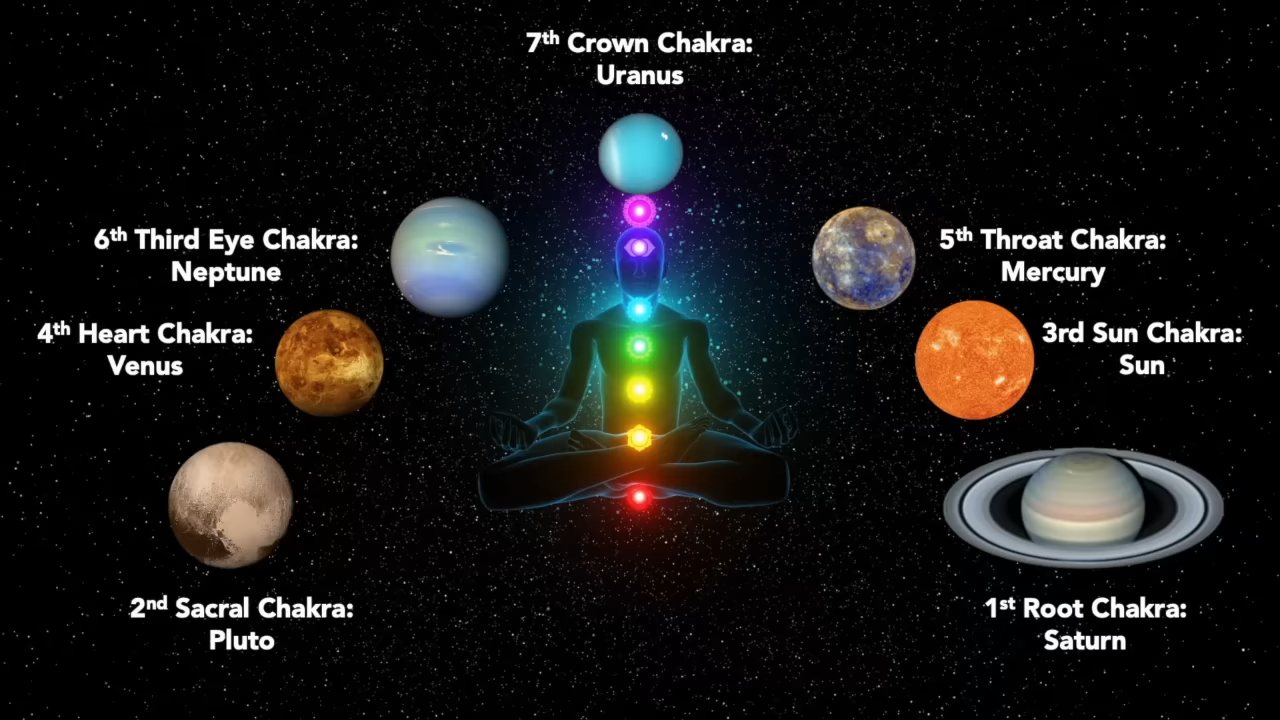 7th Crown Chakra:
Uranus
6th Third Eye Chakra:
Neptune
5th Throat Chakra:
Mercury
4th Heart Chakra:
Venus
3rd Sun Chakra:
Sun
2nd Sacral Chakra:
Pluto
1st Root Chakra:
Saturn